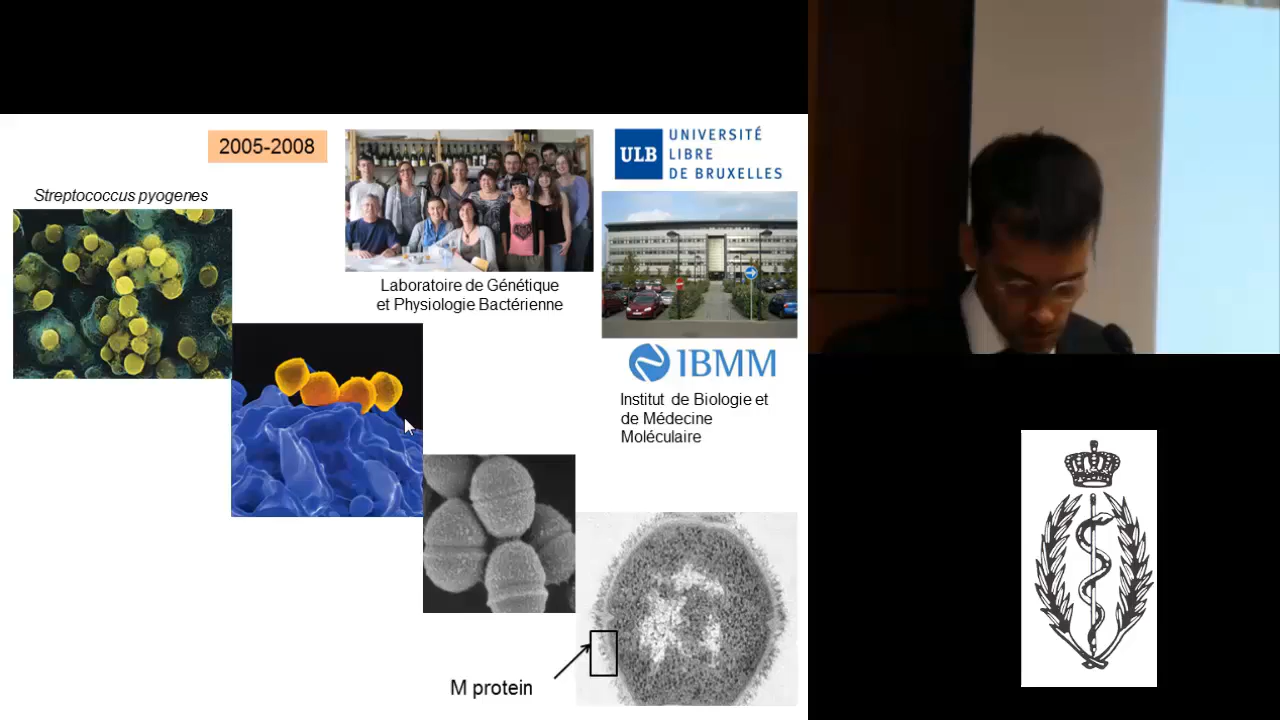 2005-2008
Streptococcus pyogenes
Laboratoire de Génétique
et Physiologie Bactérienne
ULB
UNIVERSITÉ
LIBRE
DE BRUXELLES
IBMM
Institut de Biologie et
de Médecine
Moléculaire
M protein